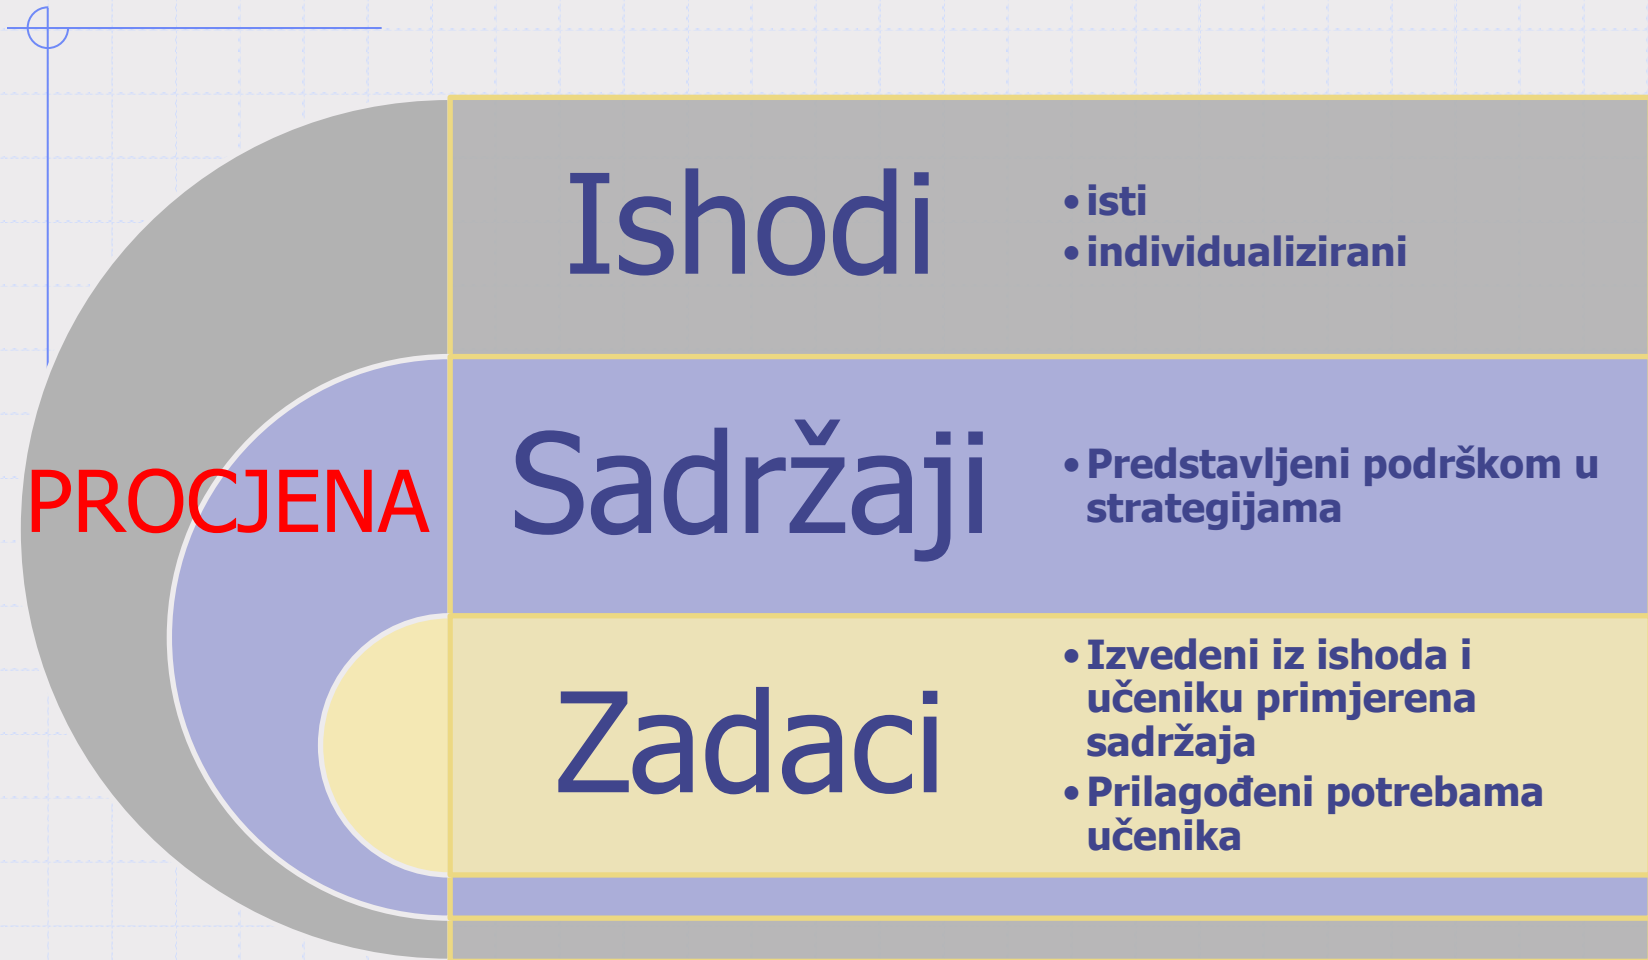 PROCJENA
Ishodi
• isti
• individualizirani
Sadržaji
• Predstavljeni podrškom u
strategijama
Zadaci
• Izvedeni iz ishoda i
učeniku primjerena
sadržaja
• Prilagođeni potrebama
učenika